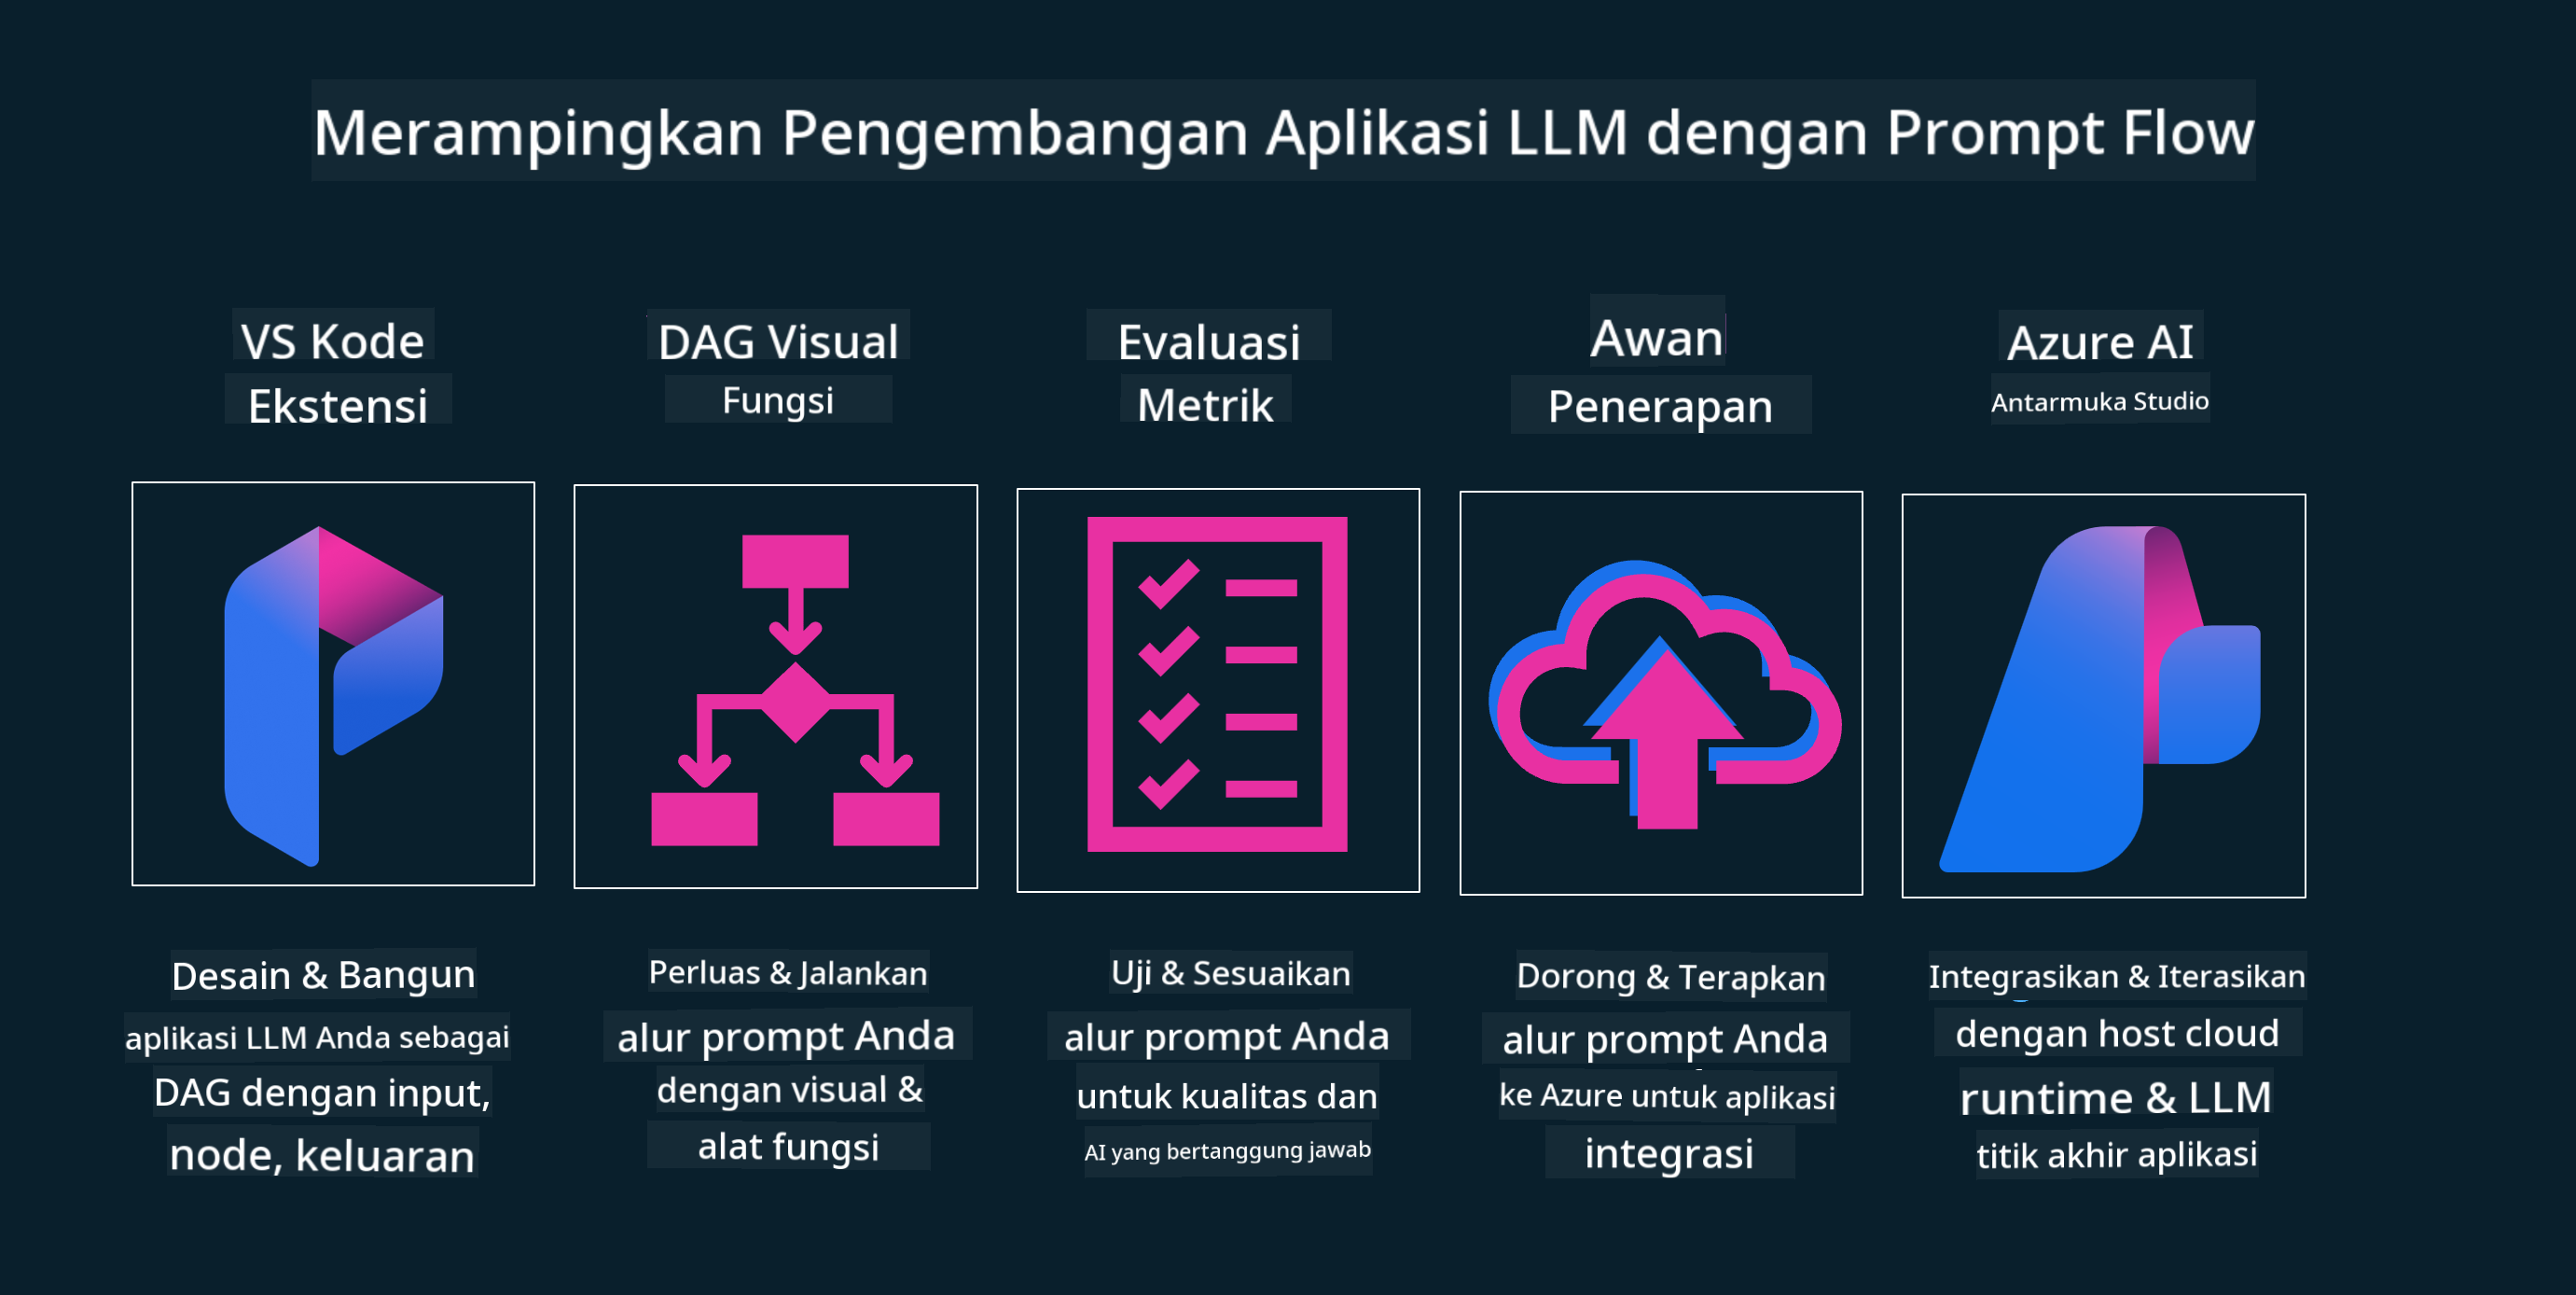 Merampingkan Pengembangan Aplikasi LLM dengan Prompt Flow
VS Kode
Ekstensi
DAG Visual
Fungsi
Evaluasi
Metrik
Awan
Penerapan
Azure AI
Antarmuka Studio
Desain & Bangun
aplikasi LLM Anda sebagai
DAG dengan input,
node, keluaran
Perluas & Jalankan
alur prompt Anda
dengan visual &
alat fungsi
Uji & Sesuaikan
alur prompt Anda
untuk kualitas dan
AI yang bertanggung jawab
Dorong & Terapkan
alur prompt Anda
ke Azure untuk aplikasi
integrasi
Integrasikan & Iterasikan
dengan host cloud
runtime & LLM
titik akhir aplikasi